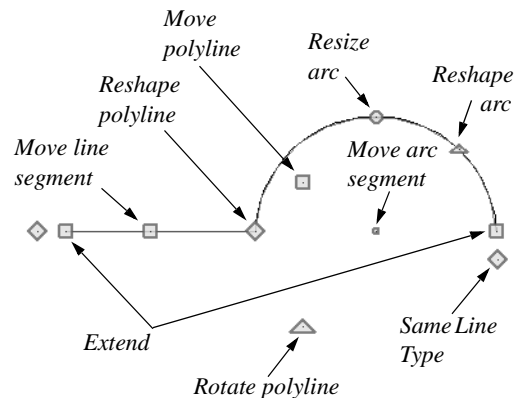 Move
polyline
Resize
arc
Reshape
polyline
Reshape
arc
Move line
segment
Move arc
segment
Extend
Same Line
Type
Rotate polyline